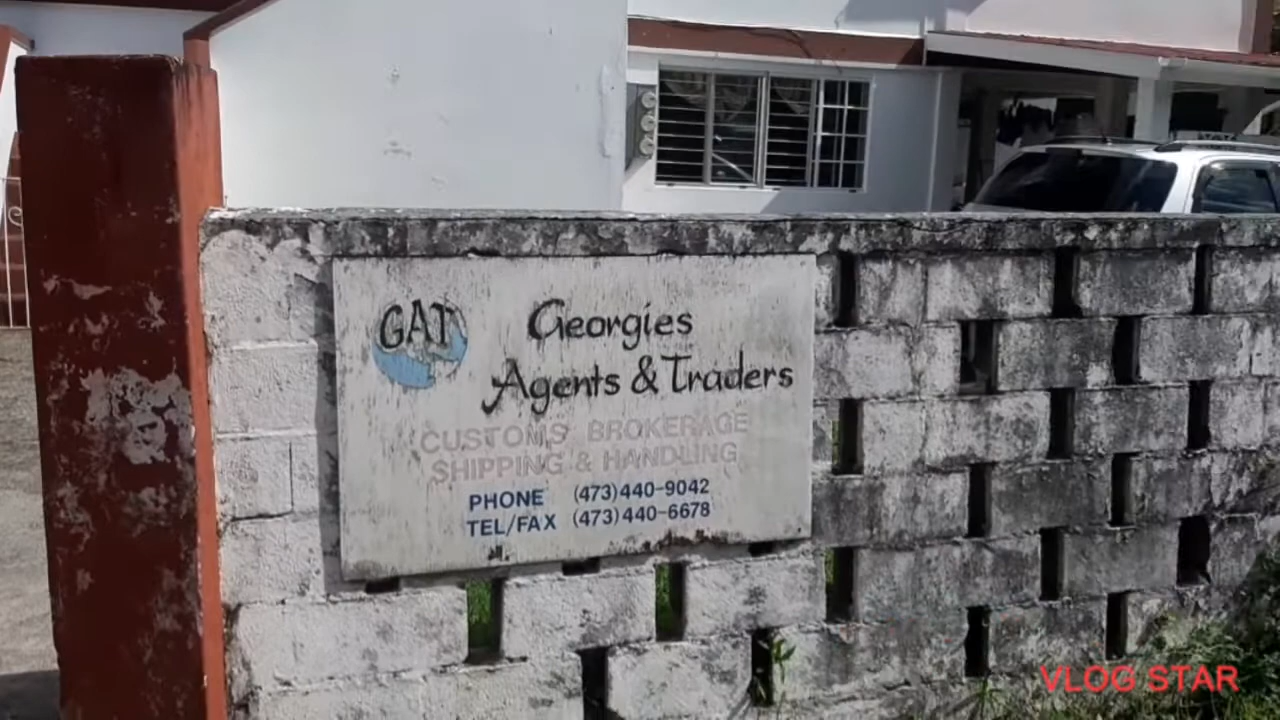 GAT
Georgies
Agents & Traders
CUSTOMS BROKERAGE
SHIPPING & HANDLING
PHONE (473)440-9042
TEL/FAX (473)440-6678
VLOG STAR